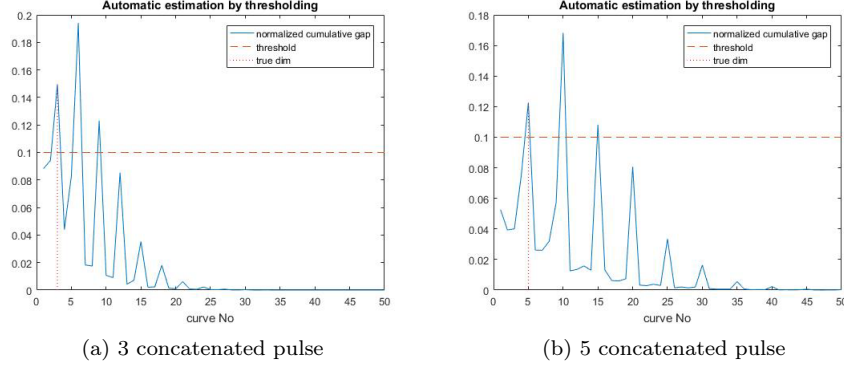 Automatic estimation by thresholding
0.2
0.18
0.16
0.14
0.12
0.1
0.08
0.06
0.04
0.02
0
0 5 10 15 20 25 30 35 40 45 50
curve No
normalized cumulative gap
threshold
true dim
(a) 3 concatenated pulse
Automatic estimation by thresholding
0.18
0.16
0.14
0.12
0.1
0.08
0.06
0.04
0.02
0
0 5 10 15 20 25 30 35 40 45 50
curve No
normalized cumulative gap
threshold
true dim
(b) 5 concatenated pulse